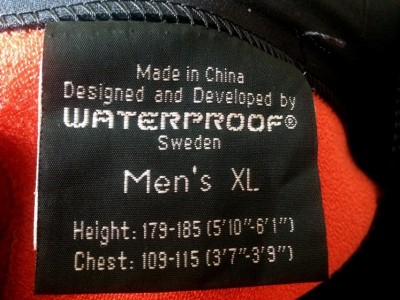 Made in China
Designed and Developed by
WATERPROOF®
Sweden
Men's XL
Height: 179-185 (5'10"-6'1")
Chest: 109-115 (3'7"-3'9")